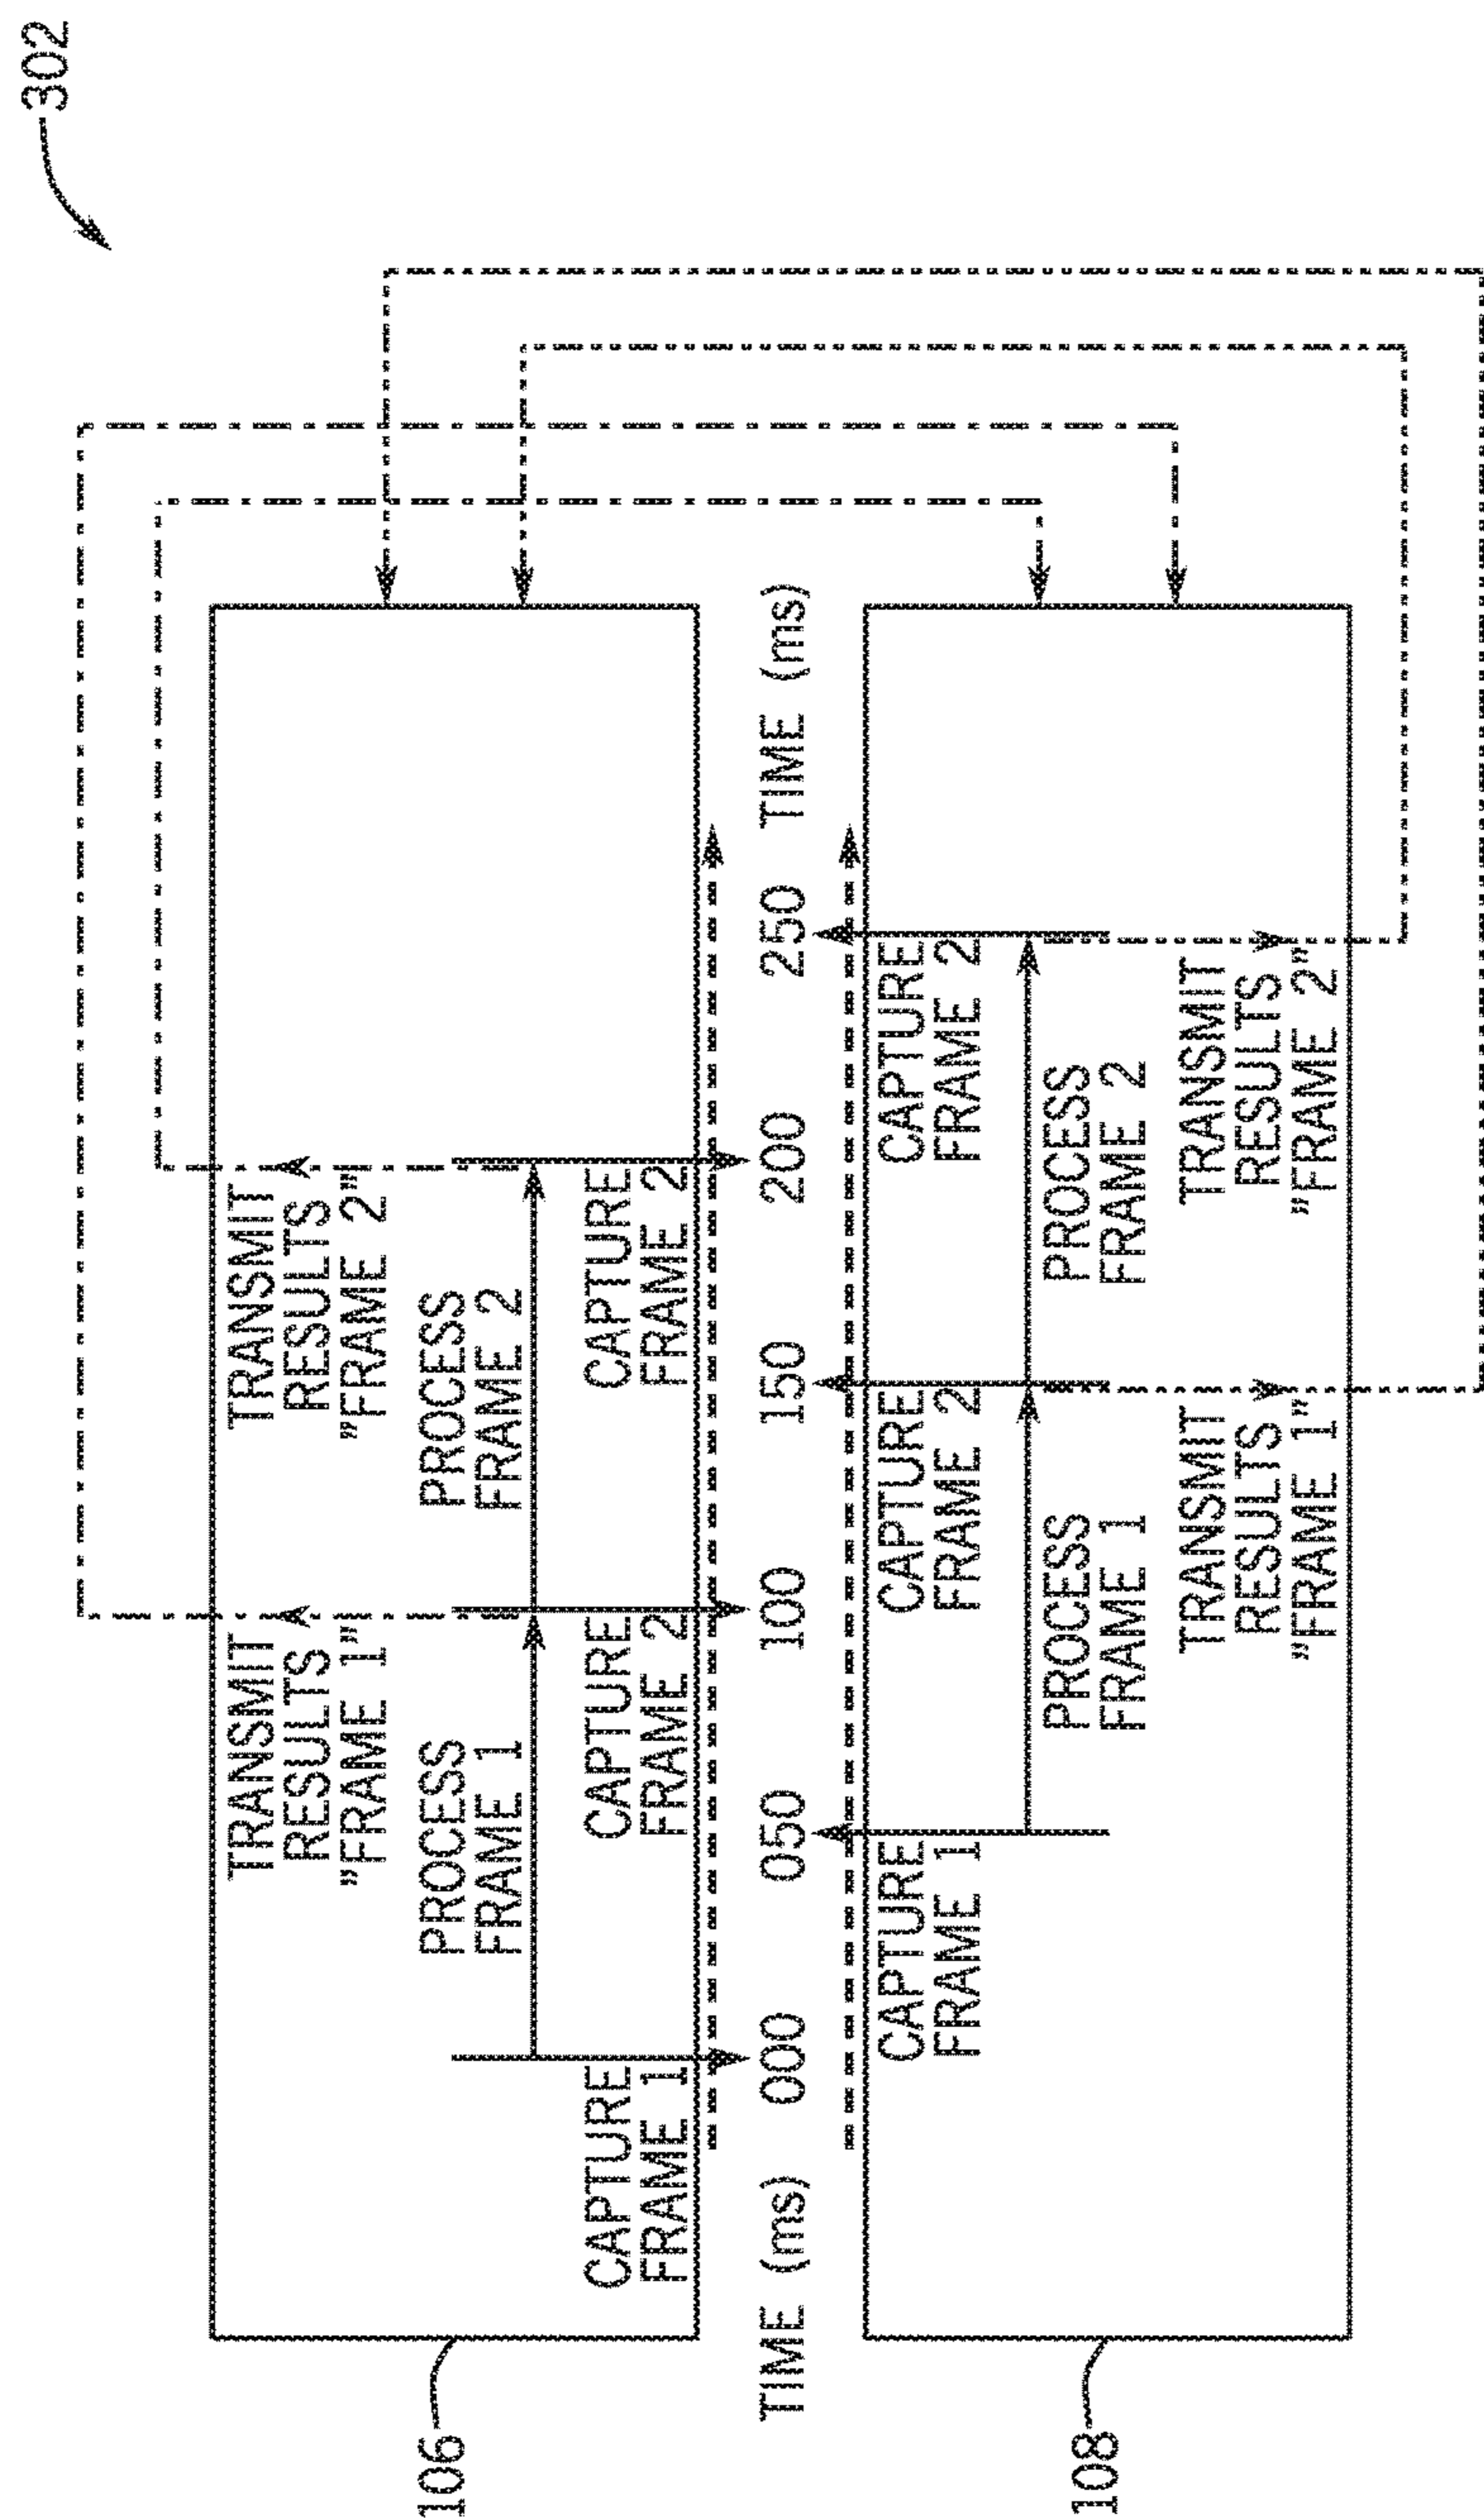 302
TRANSMIT
RESULTS
"FRAME 1"
TRANSMIT
RESULTS
"FRAME 2"
PROCESS
FRAME 1
PROCESS
FRAME 2
106
CAPTURE
FRAME 1
CAPTURE
FRAME 2
CAPTURE
FRAME 2
TIME (ms) 000 050 100 150 200 250 TIME (ms)
CAPTURE
FRAME 1
CAPTURE
FRAME 2
CAPTURE
FRAME 2
108
PROCESS
FRAME 1
PROCESS
FRAME 2
TRANSMIT
RESULTS
"FRAME 1"
TRANSMIT
RESULTS
"FRAME 2"